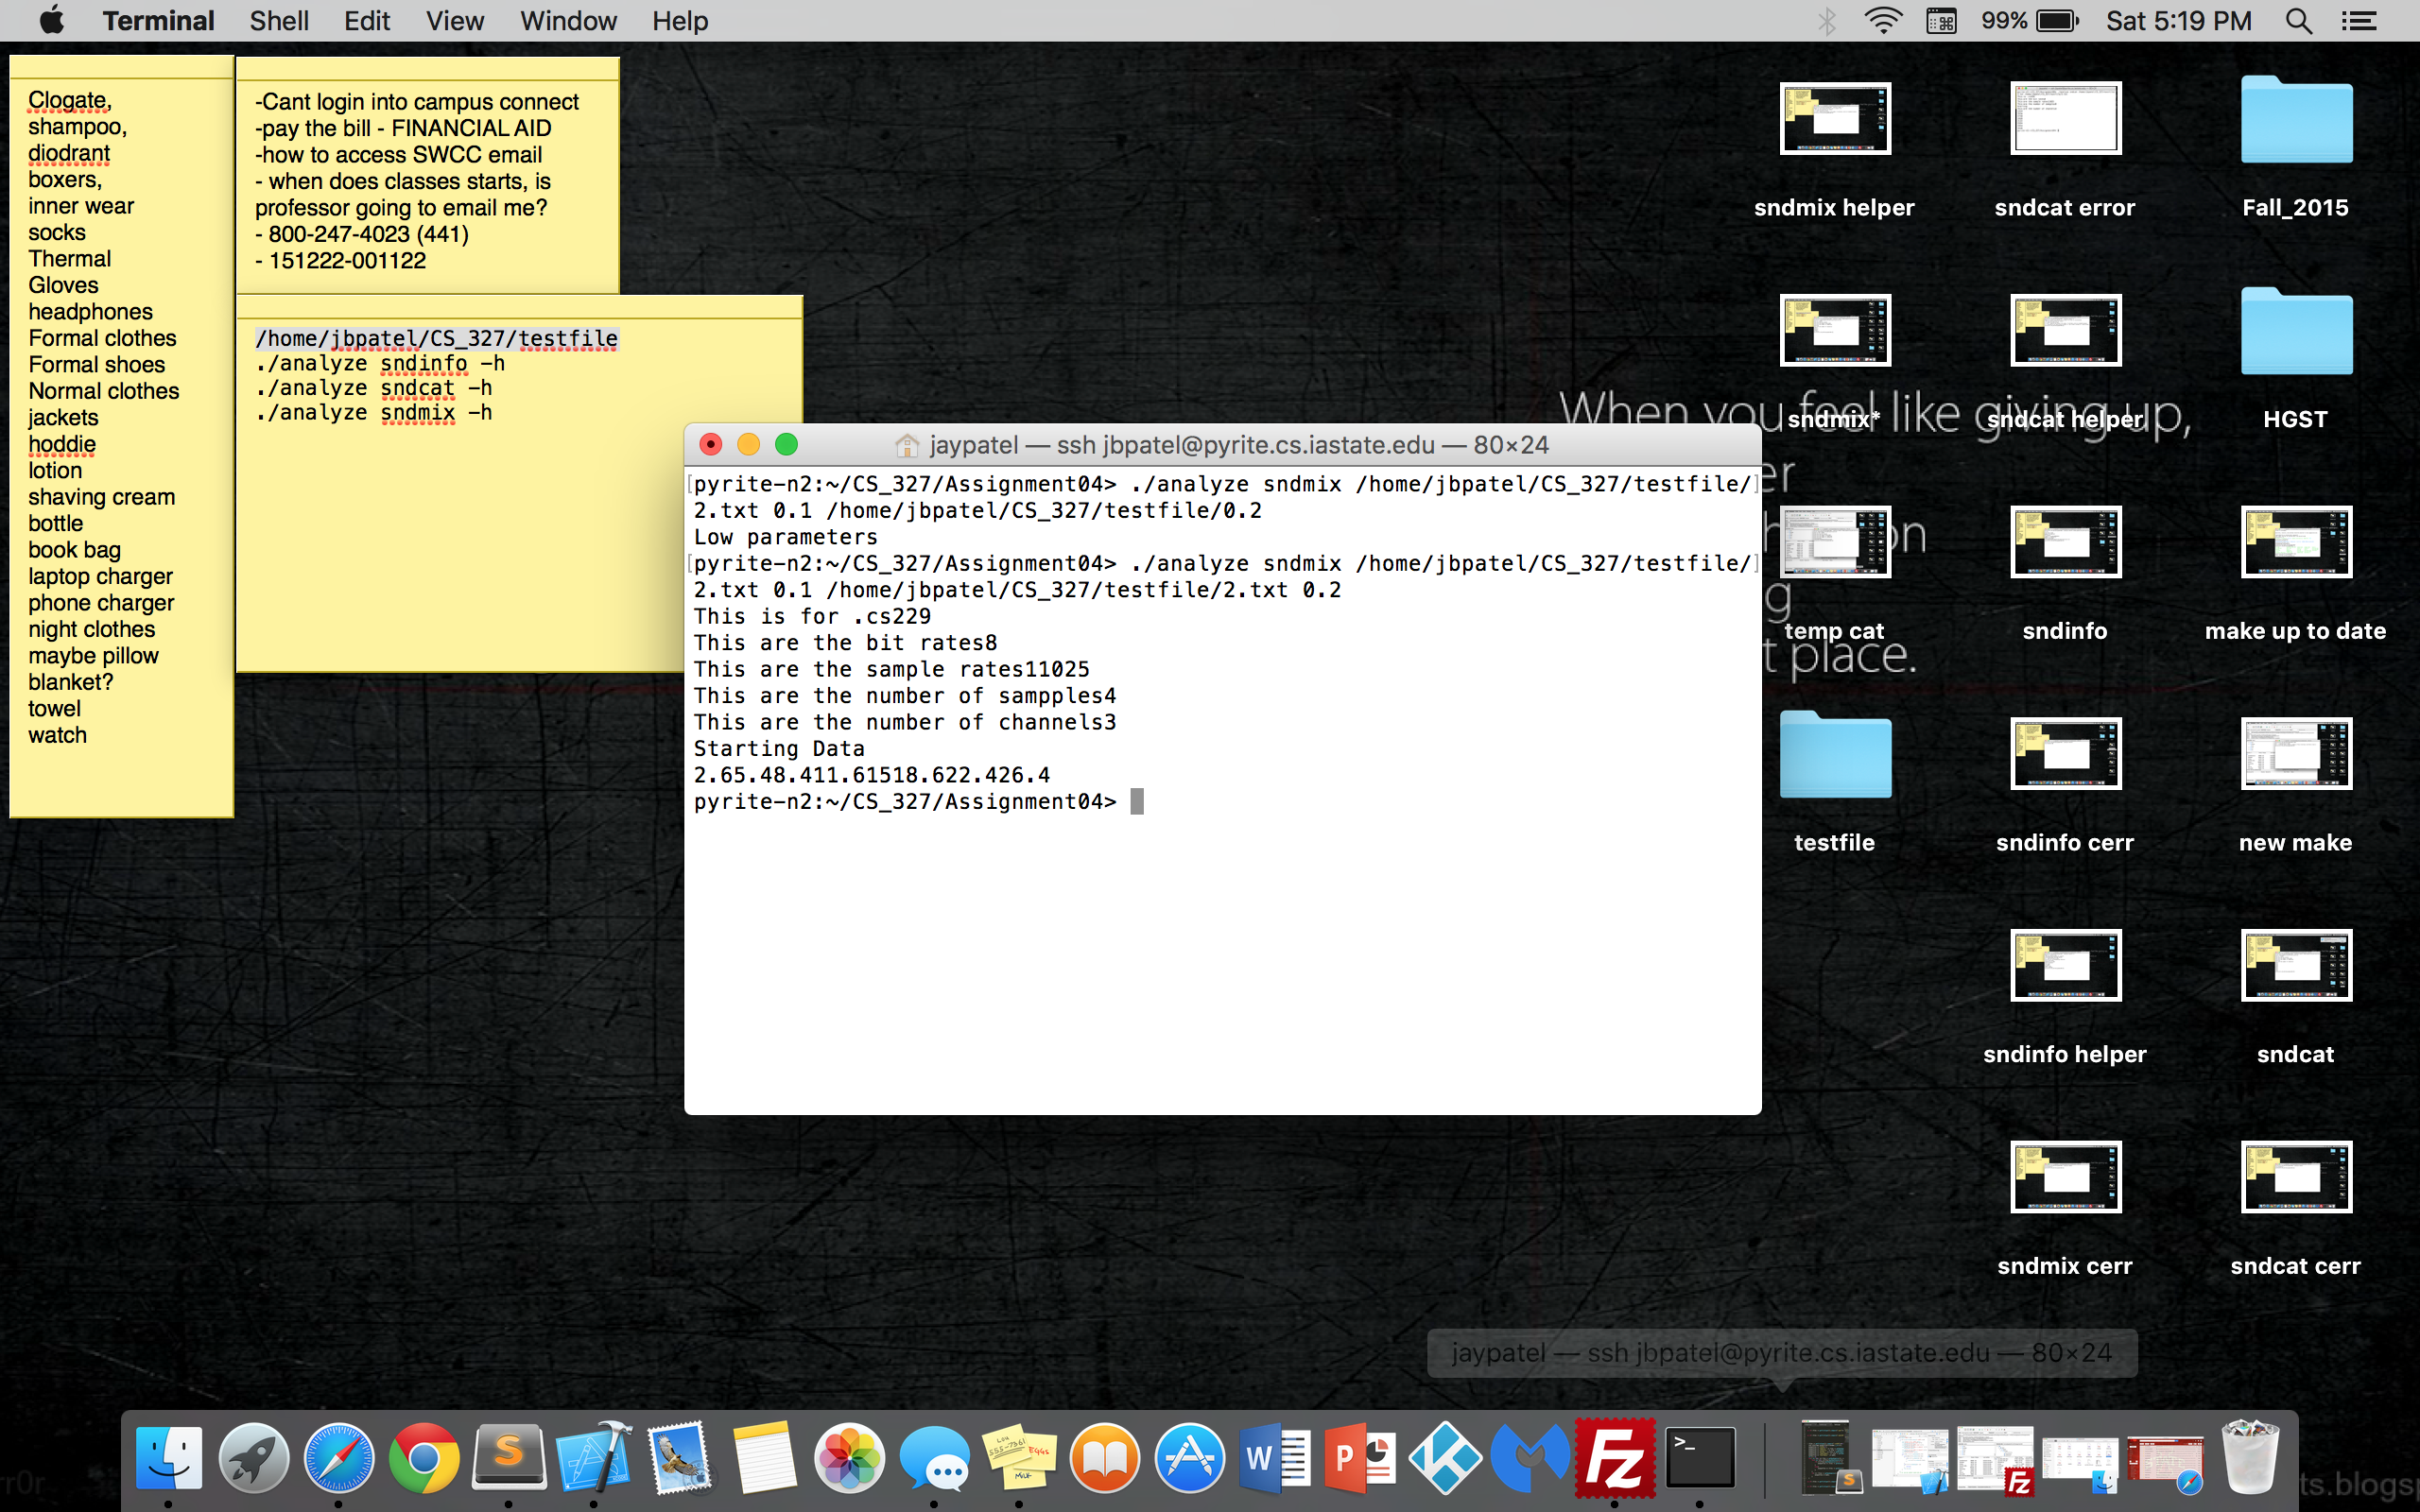 Terminal Shell Edit View Window Help 99% Sat 5:19 PM
Clogate,
shampoo,
diodrant
boxers,
inner wear
socks
Thermal
Gloves
headphones
Formal clothes
Formal shoes
Normal clothes
jackets
hoddie
lotion
shaving cream
bottle
book bag
laptop charger
phone charger
night clothes
maybe pillow
blanket?
towel
watch
-Cant login into campus connect
-pay the bill - FINANCIAL AID
-how to access SWCC email
- when does classes starts, is
professor going to email me?
- 800-247-4023 (441)
- 151222-001122
/home/jbpatel/CS_327/testfile
./analyze sndinfo -h
./analyze sndcat -h
./analyze sndmix -h
jaypatel — ssh jbpatel@pyrite.cs.iastate.edu — 80×24
[pyrite-n2:~/CS_327/Assignment04> ./analyze sndmix /home/jbpatel/CS_327/testfile/]
2.txt 0.1 /home/jbpatel/CS_327/testfile/0.2
Low parameters
[pyrite-n2:~/CS_327/Assignment04> ./analyze sndmix /home/jbpatel/CS_327/testfile/]
2.txt 0.1 /home/jbpatel/CS_327/testfile/2.txt 0.2
This is for .cs229
This are the bit rates8
This are the sample rates11025
This are the number of sampples4
This are the number of channels3
Starting Data
2.65.48.411.61518.622.426.4
pyrite-n2:~/CS_327/Assignment04>
When you feel like giving up,
er
on
g
t place.
sndmix helper sndcat error Fall_2015
sndmix* sndcat helper HGST
temp cat sndinfo make up to date
testfile sndinfo cerr new make
sndinfo helper sndcat
sndmix cerr sndcat cerr
jaypatel — ssh jbpatel@pyrite.cs.iastate.edu — 80×24
rr0r
ts.blogsp